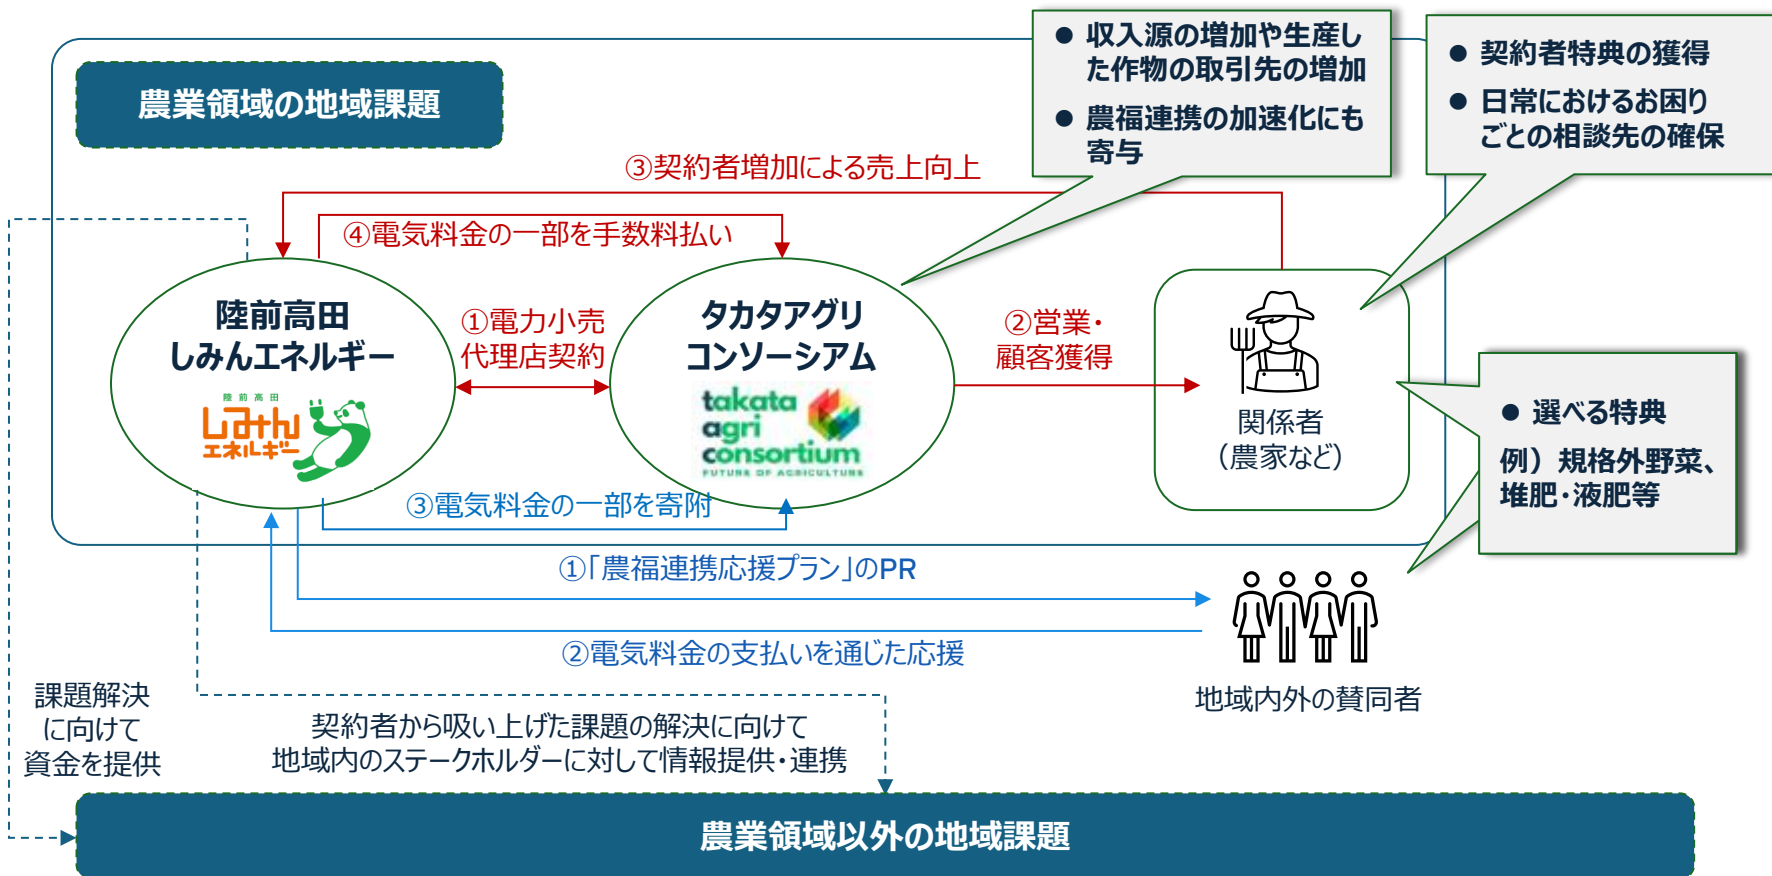 農業領域の地域課題
● 収入源の増加や生産し
た作物の取引先の増加
● 農福連携の加速化にも
寄与
● 契約者特典の獲得
● 日常におけるお困り
ごとの相談先の確保
③契約者増加による売上向上
④電気料金の一部を手数料払い
陸前高田
しみんエネルギー
陸前高田
しみん
エネルギー
①電力小売
代理店契約
タカタアグリ
コンソーシアム
takata
agri
consortium
FUTURE OF AGRICULTURE
②営業・
顧客獲得
関係者
（農家など）
● 選べる特典
例）規格外野菜、
堆肥・液肥等
③電気料金の一部を寄附
①「農福連携応援プラン」のPR
②電気料金の支払いを通じた応援
地域内外の賛同者
課題解決
に向けて
資金を提供
契約者から吸い上げた課題の解決に向けて
地域内のステークホルダーに対して情報提供・連携
農業領域以外の地域課題